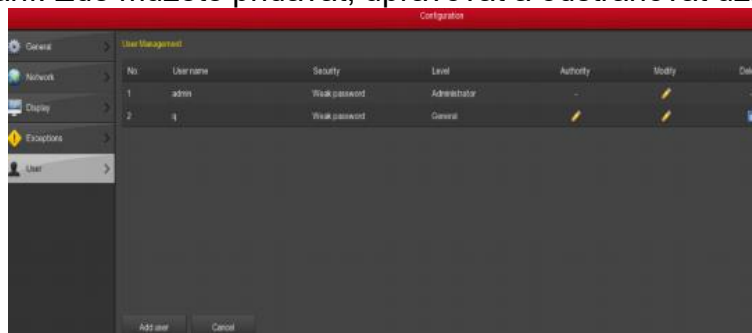 Zde můžete přidávat, upravovat a odstraňovat
Configuration
General
User Management
No. User name Security Level Authority Modify
Network
1 admin Weak password Administrator -
Display
2 q Weak password General
Exceptions
User
Add user Cancel